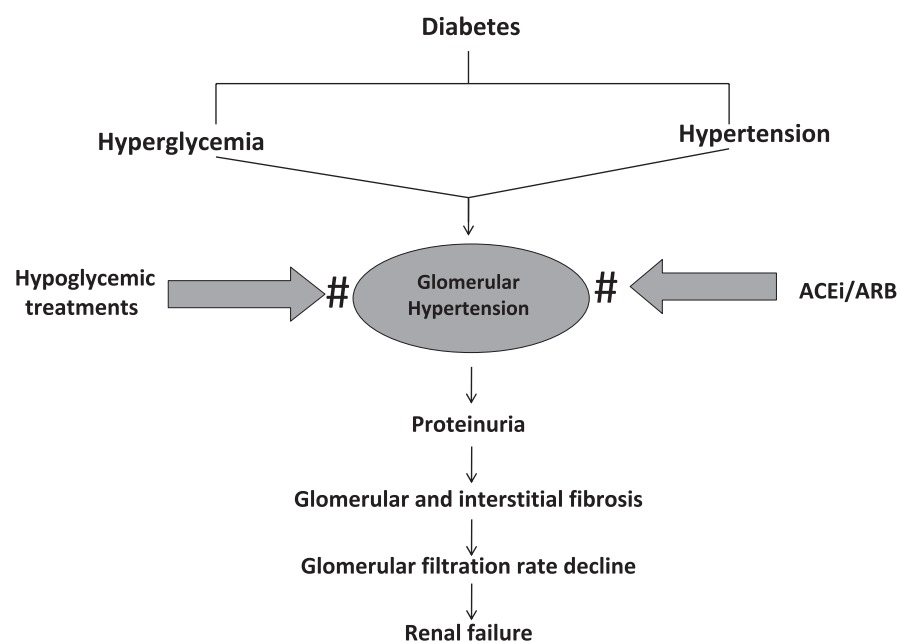 Diabetes
Hyperglycemia
Hypertension
Hypoglycemic
treatments
#
Glomerular
Hypertension
#
ACEi/ARB
Proteinuria
Glomerular and interstitial fibrosis
Glomerular filtration rate decline
Renal failure